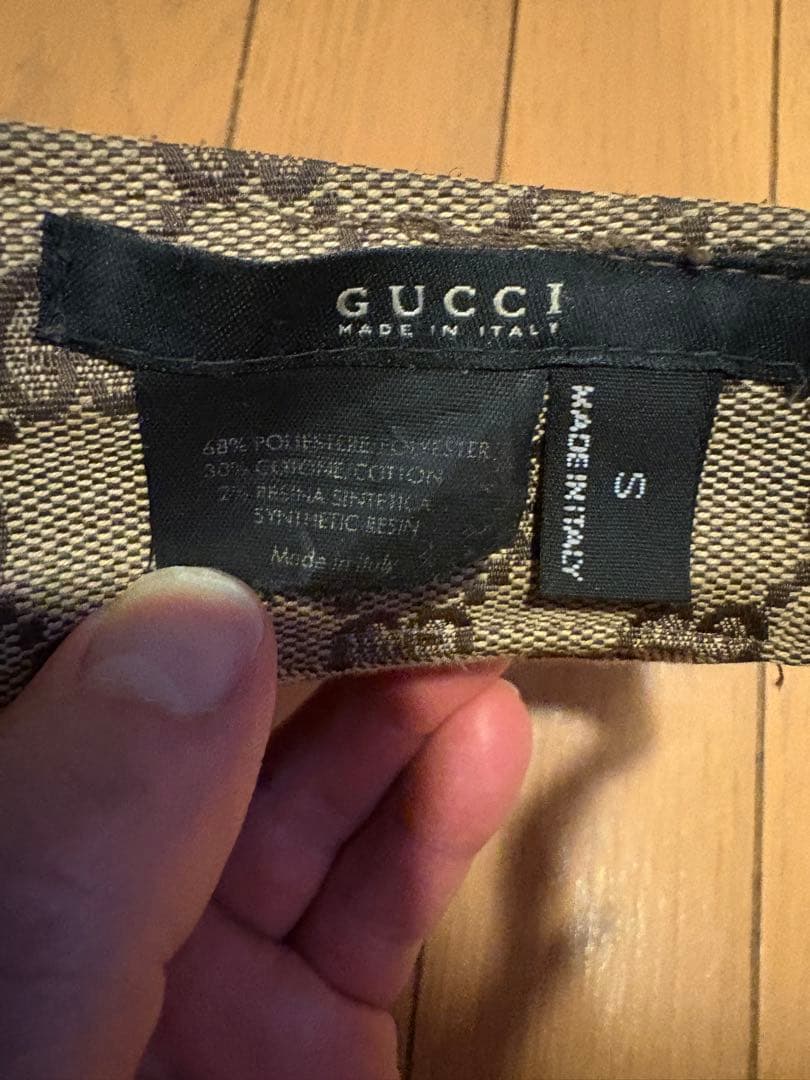 GUCCI
MADE IN ITALY
68% POLIESTERE/POLYESTER
30% COTONE/COTTON
2% RESINA SINTETICA
SYNTHETIC RESIN
Made in Italy
MADE IN ITALY
S